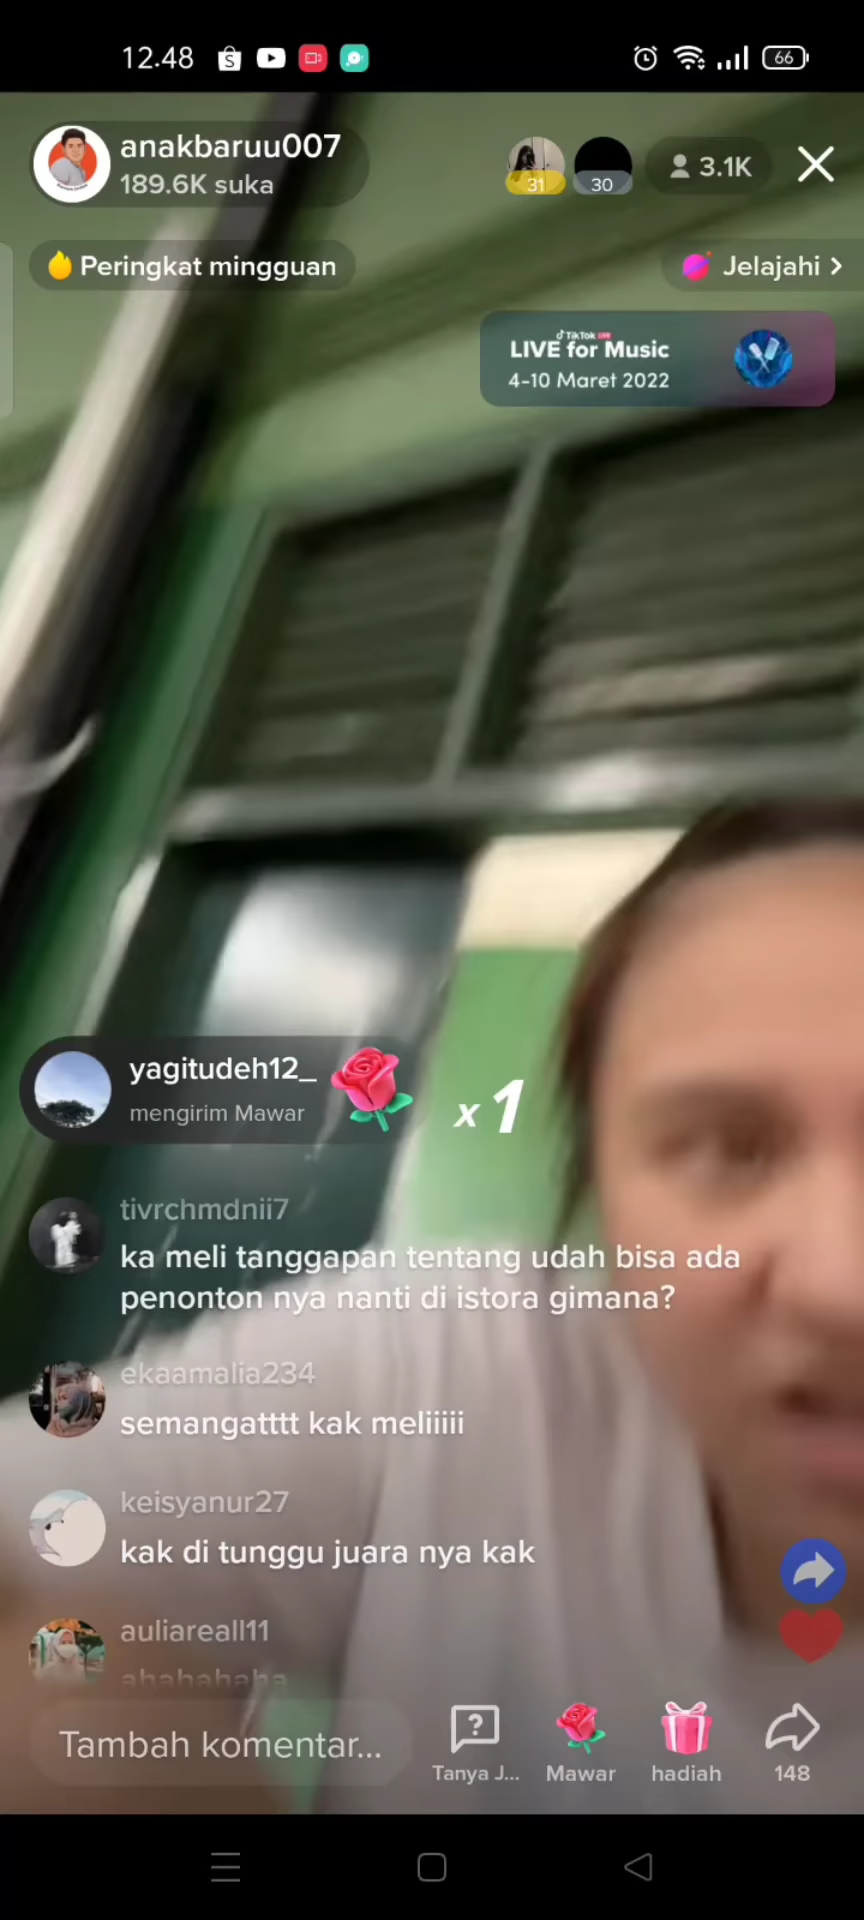 12.48
66
anakbaruu007
189.6K suka
31
30
3.1K
Peringkat mingguan
Jelajahi
TikTok LIVE
LIVE for Music
4-10 Maret 2022
yagitudeh12_
mengirim Mawar
x 1
tivrchmdnii7
ka meli tanggapan tentang udah bisa ada
penonton nya nanti di istora gimana?
ekaamalia234
semangatttt kak meliiiii
keisyanur27
kak di tunggu juara nya kak
auliareall11
ahahahaha
Tambah komentar...
Tanya J...
Mawar
hadiah
148